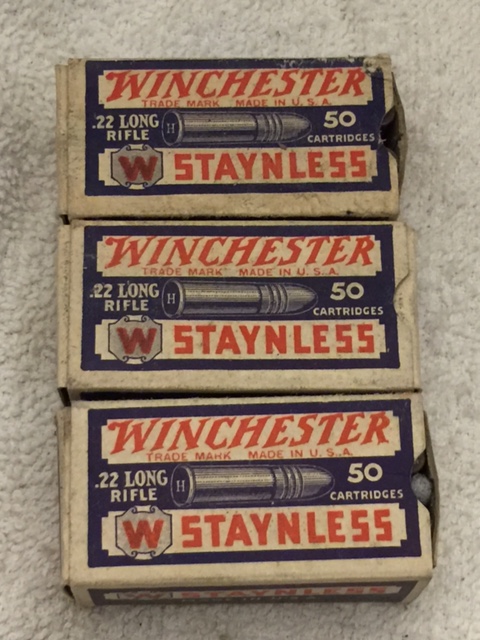 WINCHESTER
TRADE MARK MADE IN U.S.A.
.22 LONG RIFLE
H
50 CARTRIDGES
W STAYNLESS
WINCHESTER
TRADE MARK MADE IN U.S.A.
.22 LONG RIFLE
H
50 CARTRIDGES
W STAYNLESS
WINCHESTER
TRADE MARK MADE IN U.S.A.
.22 LONG RIFLE
H
50 CARTRIDGES
W STAYNLESS
W